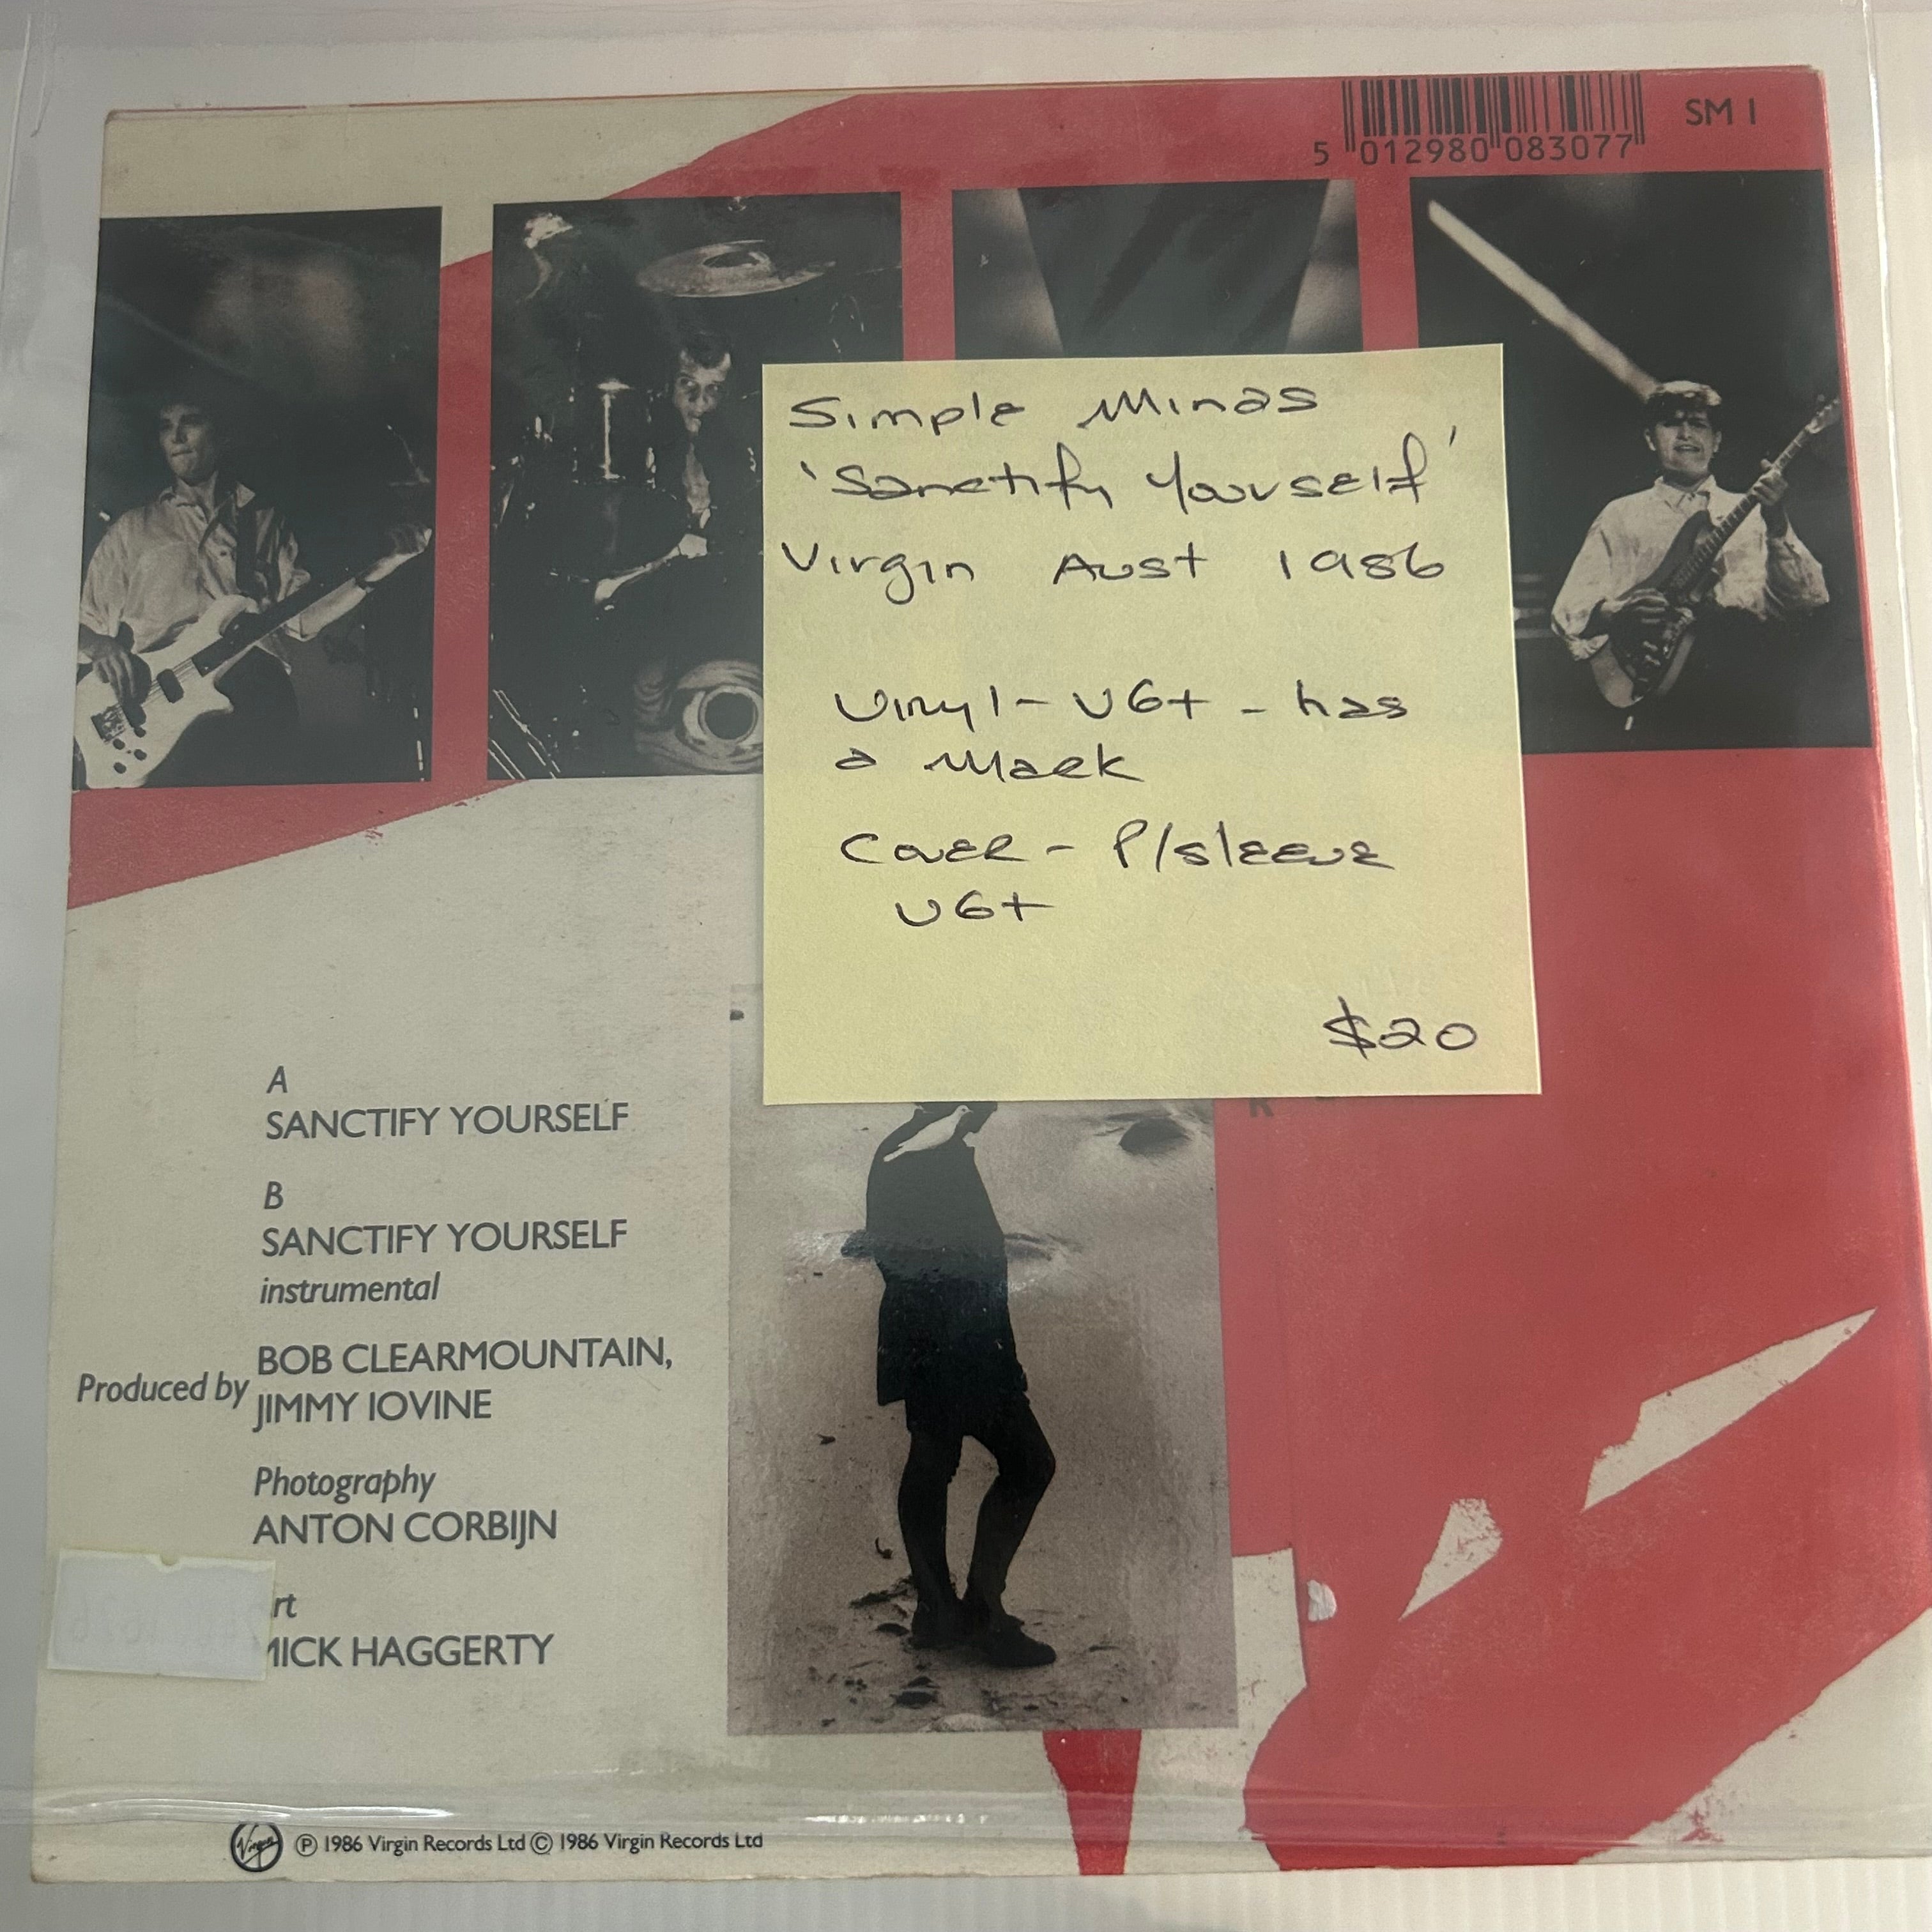 5 012980 083077
SM 1
Simple Minds
'Sanctify Yourself'
Virgin Aust 1986
Vinyl - VG+ - has
a Mark
Cover - P/sleeve
VG+
$20
A
SANCTIFY YOURSELF
B
SANCTIFY YOURSELF
instrumental
Produced by BOB CLEARMOUNTAIN,
JIMMY IOVINE
Photography
ANTON CORBIJN
rt
MICK HAGGERTY
Virgin ℗ 1986 Virgin Records Ltd © 1986 Virgin Records Ltd